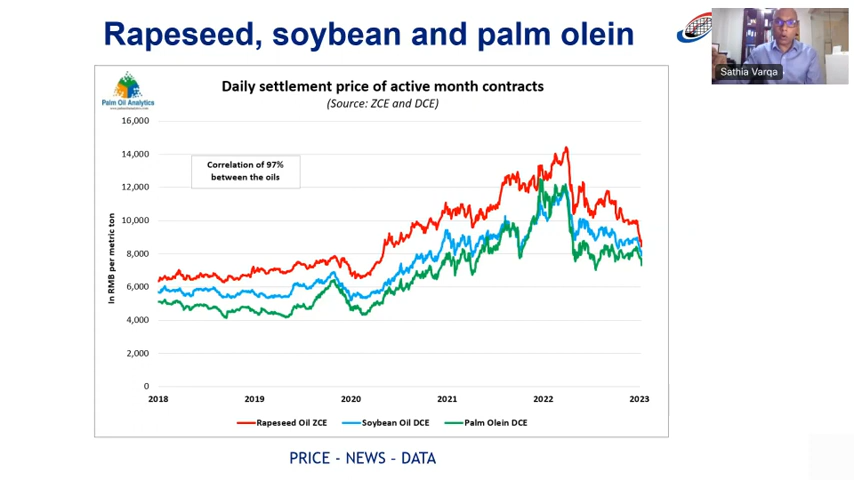 Rapeseed, soybean and palm olein
Sathia Varqa
Palm Oil Analytics
Daily settlement price of active month contracts
(Source: ZCE and DCE)
16,000
14,000
12,000
10,000
8,000
6,000
4,000
2,000
0
In RMB per metric ton
Correlation of 97%
between the oils
2018 2019 2020 2021 2022 2023
Rapeseed Oil ZCE Soybean Oil DCE Palm Olein DCE
PRICE - NEWS - DATA